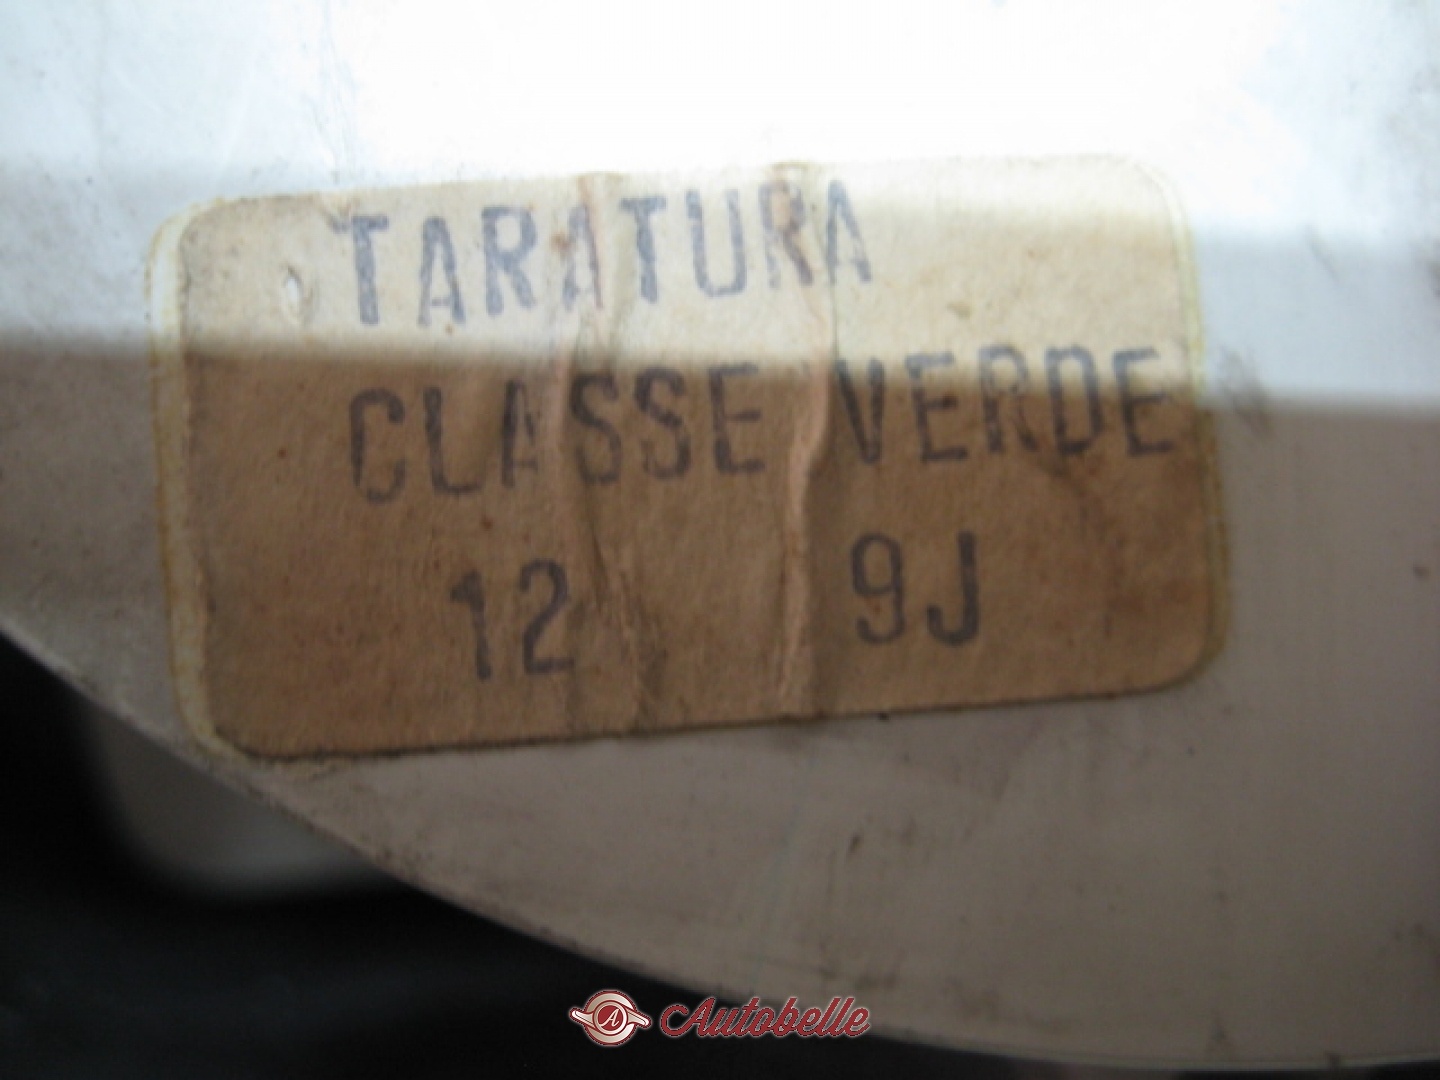 TARATURA
CLASSE VERDE
12 9J
A Autobelle